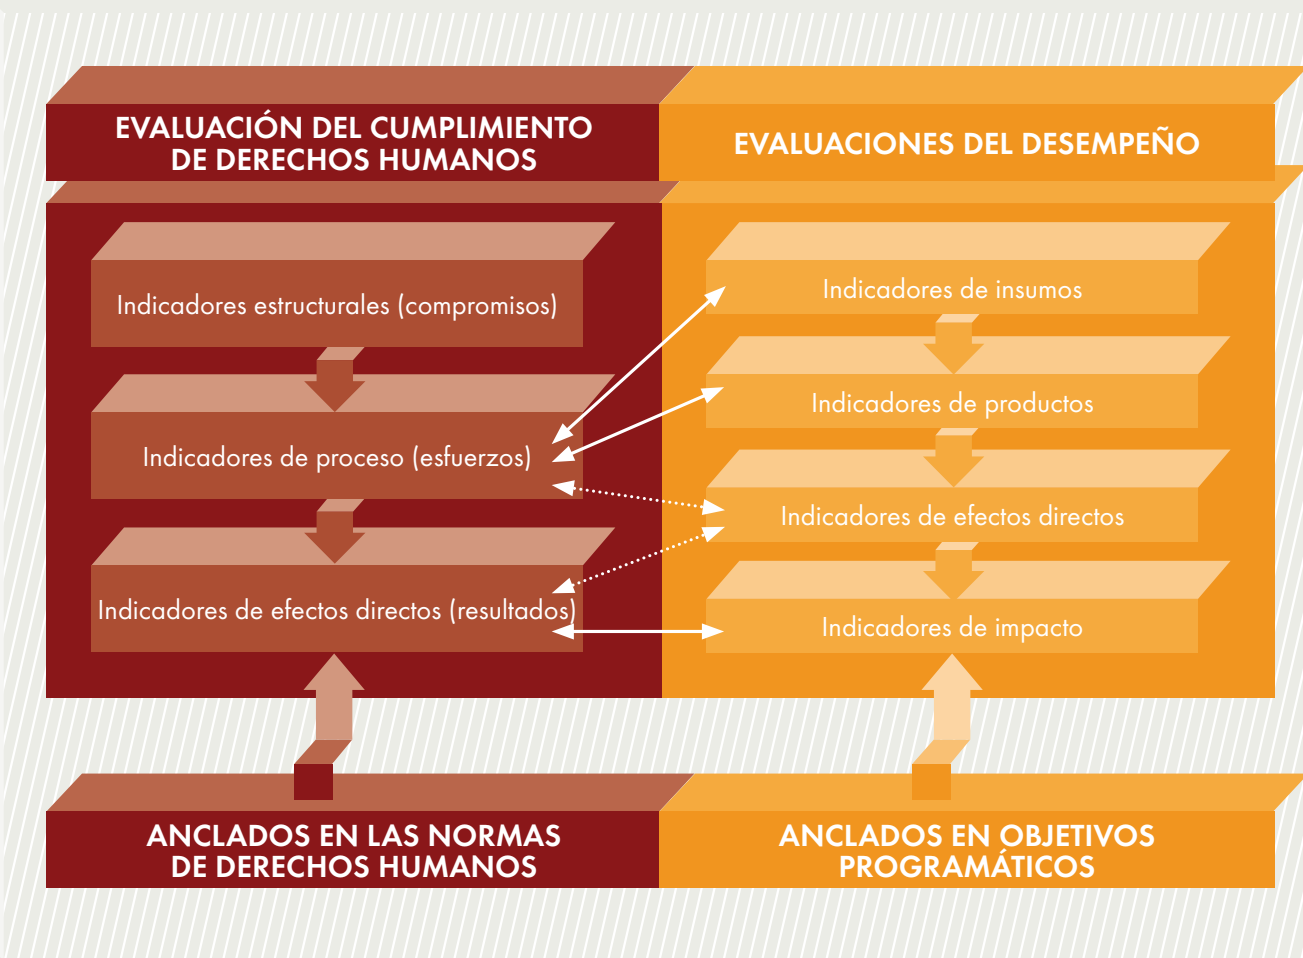 EVALUACIÓN DEL CUMPLIMIENTO
DE DERECHOS HUMANOS
Indicadores estructurales (compromisos)
Indicadores de proceso (esfuerzos)
Indicadores de efectos directos (resultados)
ANCLADOS EN LAS NORMAS
DE DERECHOS HUMANOS
EVALUACIONES DEL DESEMPEÑO
Indicadores de insumos
Indicadores de productos
Indicadores de efectos directos
Indicadores de impacto
ANCLADOS EN OBJETIVOS
PROGRAMÁTICOS